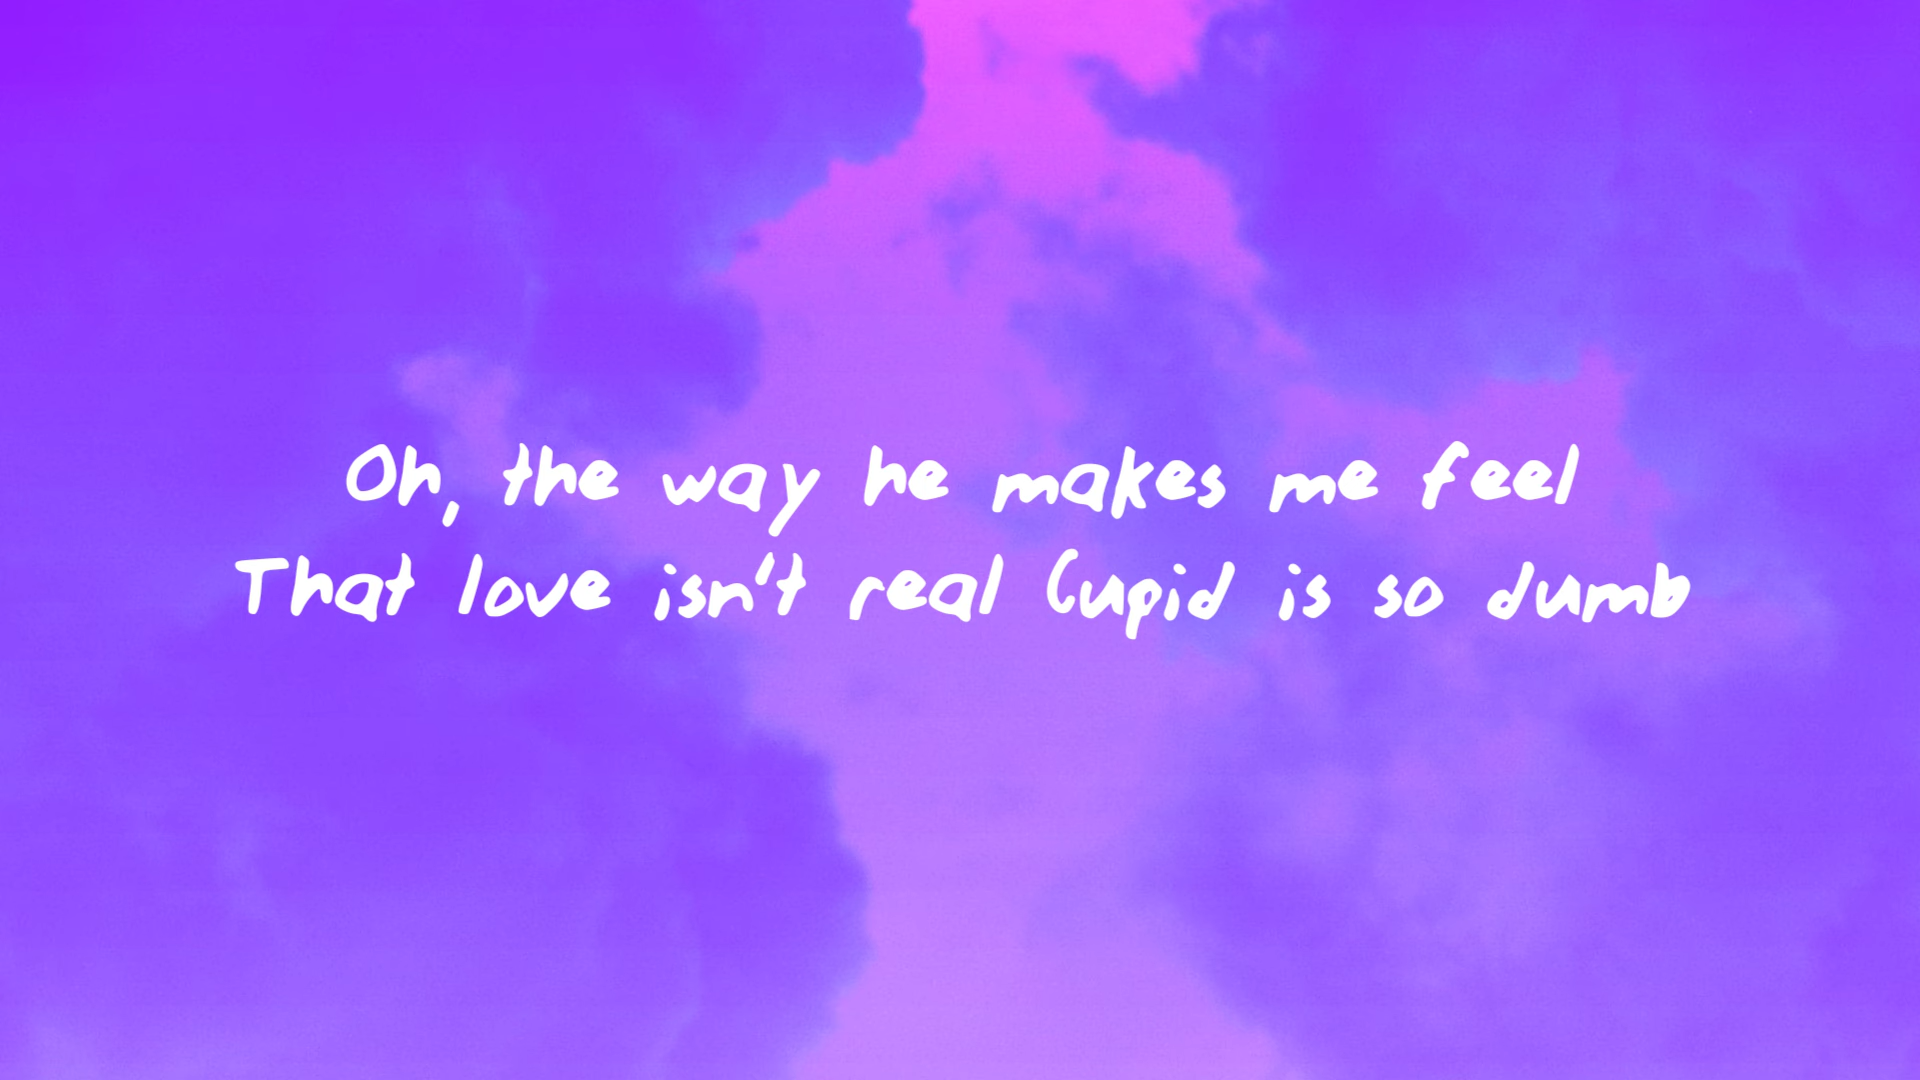 Oh, the way he makes me feel
That love isn't real Cupid is so dumb